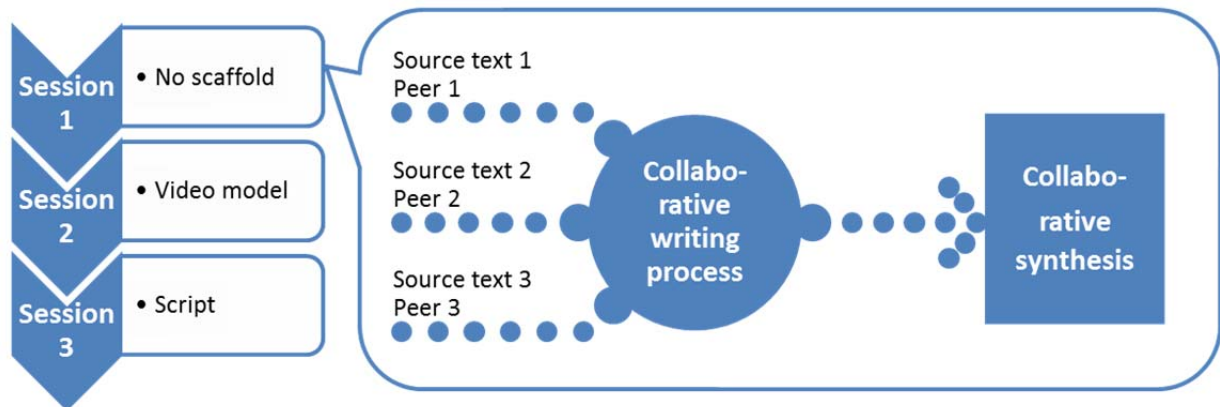 Session
1
• No scaffold
Session
2
• Video model
Session
3
• Script
Source text 1
Peer 1
Source text 2
Peer 2
Source text 3
Peer 3
Collabo-
rative
writing
process
Collabo-
rative
synthesis